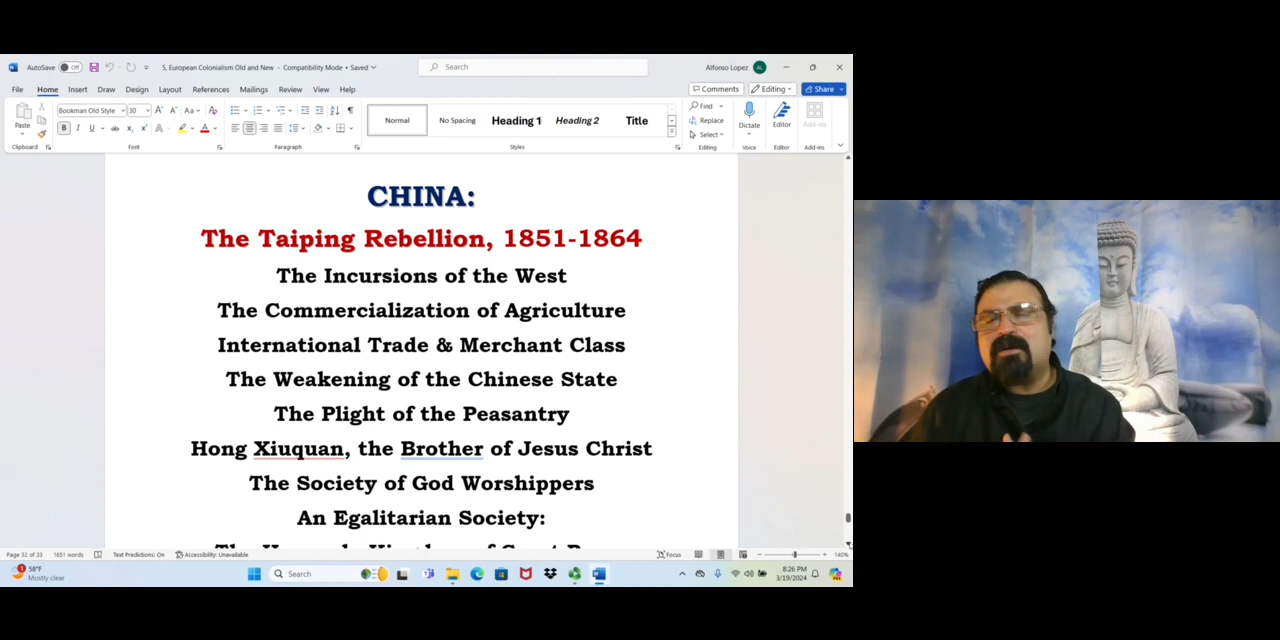 AutoSave Off 5, European Colonialism Old and New - Compatibility Mode • Saved Search Alfonso Lopez AL
File Home Insert Draw Design Layout References Mailings Review View Help Comments Editing Share
Paste Bookman Old Style 30 Normal No Spacing Heading 1 Heading 2 Title Find Replace Select Dictate Editor Add-ins
Clipboard Font Paragraph Styles Editing Voice Editor Add-ins
CHINA:
The Taiping Rebellion, 1851-1864
The Incursions of the West
The Commercialization of Agriculture
International Trade & Merchant Class
The Weakening of the Chinese State
The Plight of the Peasantry
Hong Xiuquan, the Brother of Jesus Christ
The Society of God Worshippers
An Egalitarian Society:
Page 32 of 33 1651 words Text Predictions: On Accessibility: Unavailable Focus 140%
58°F Search 8:26 PM
Mostly clear 3/19/2024